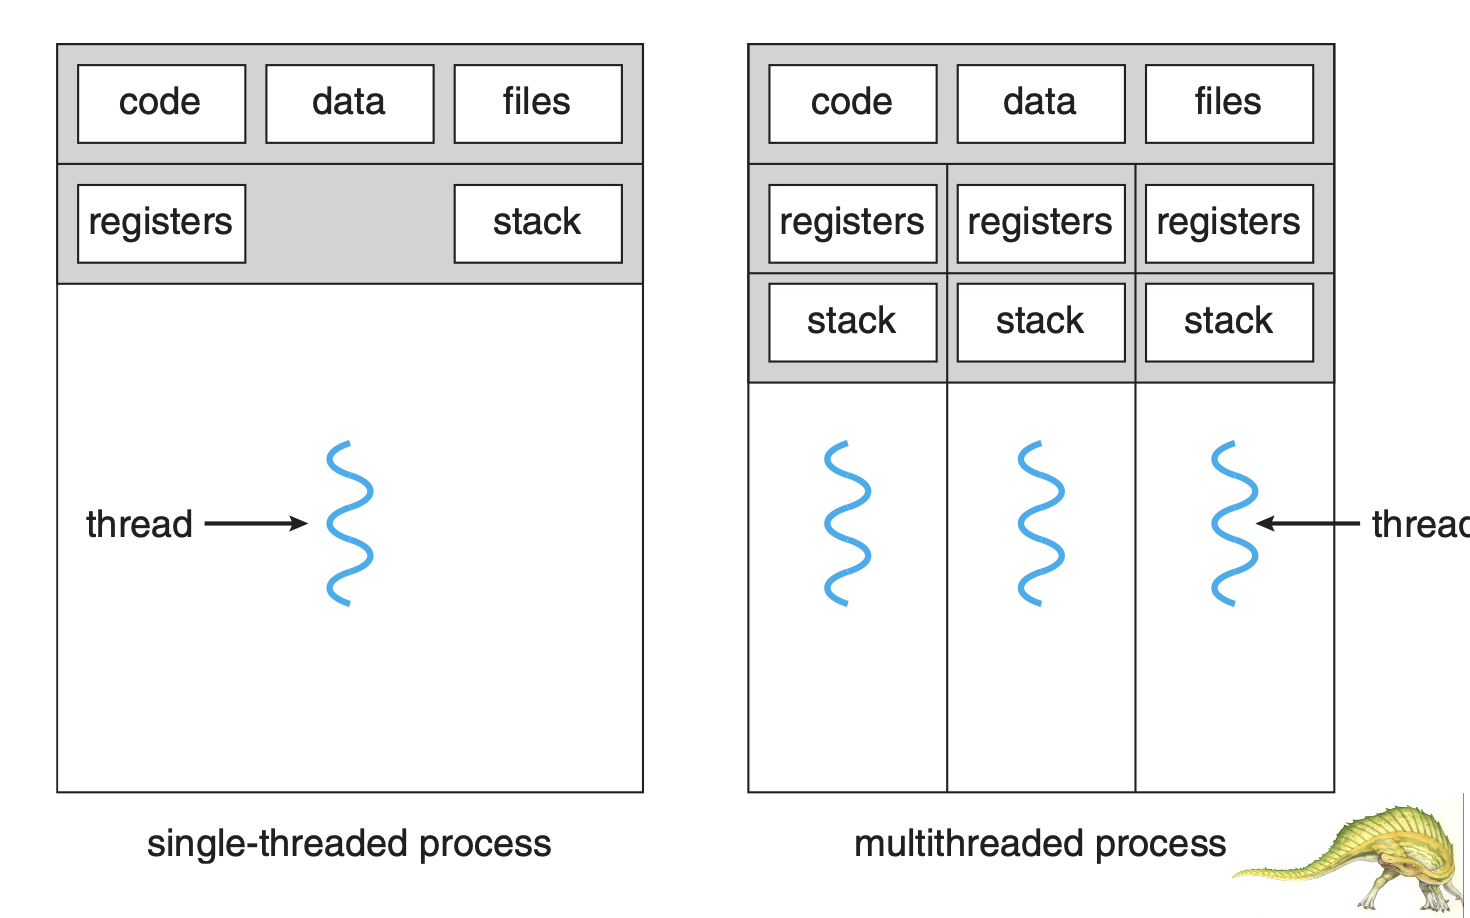 code data files code data files
registers stack registers registers registers
stack stack stack
thread threa
single-threaded process multithreaded process